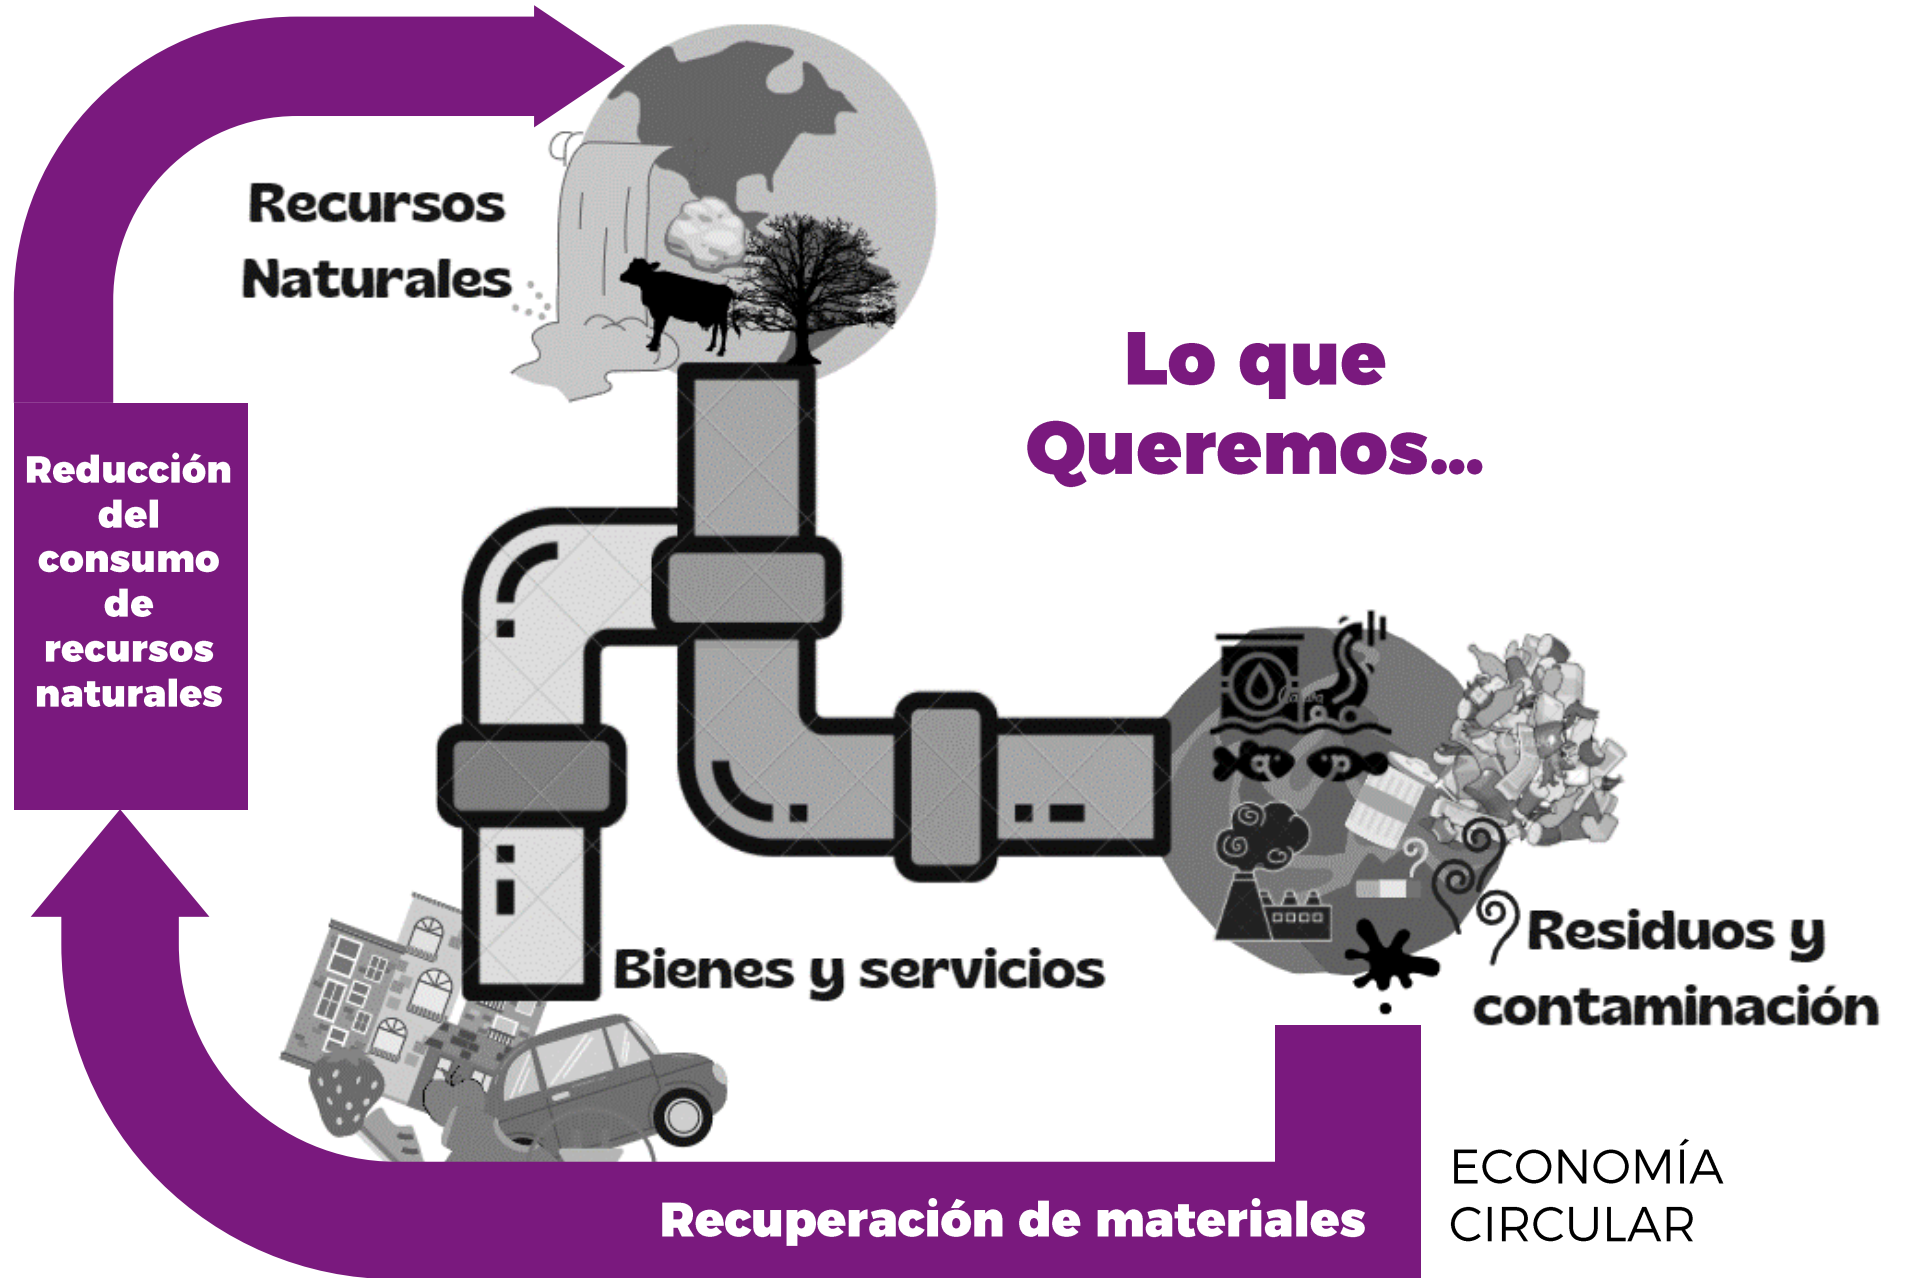 Recursos
Naturales
Lo que
Queremos...
Reducción
del
consumo
de
recursos
naturales
Bienes y servicios
Residuos y
contaminación
Recuperación de materiales
ECONOMÍA
CIRCULAR